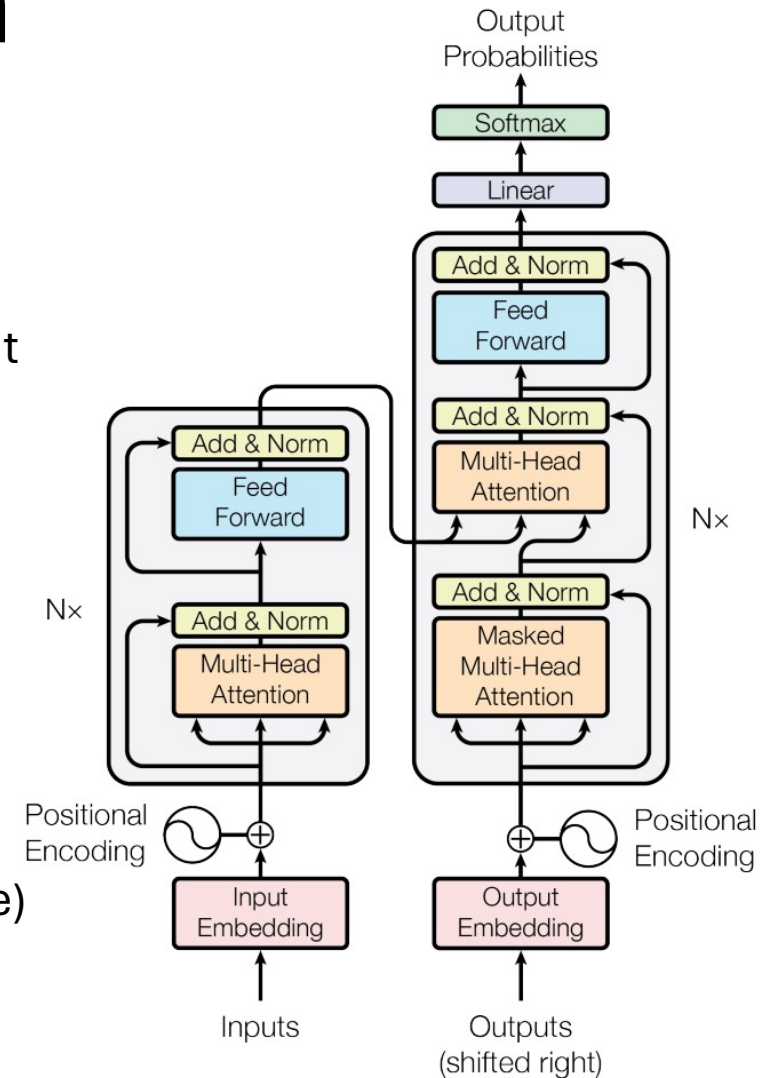 Output
Probabilities
Softmax
Linear
Add & Norm
Feed
Forward
Add & Norm
Multi-Head
Attention
Add & Norm
Masked
Multi-Head
Attention
N×
Positional
Encoding
Output
Embedding
Outputs
(shifted right)
t
Add & Norm
Feed
Forward
Add & Norm
Multi-Head
Attention
N×
Positional
Encoding
e)
Input
Embedding
Inputs